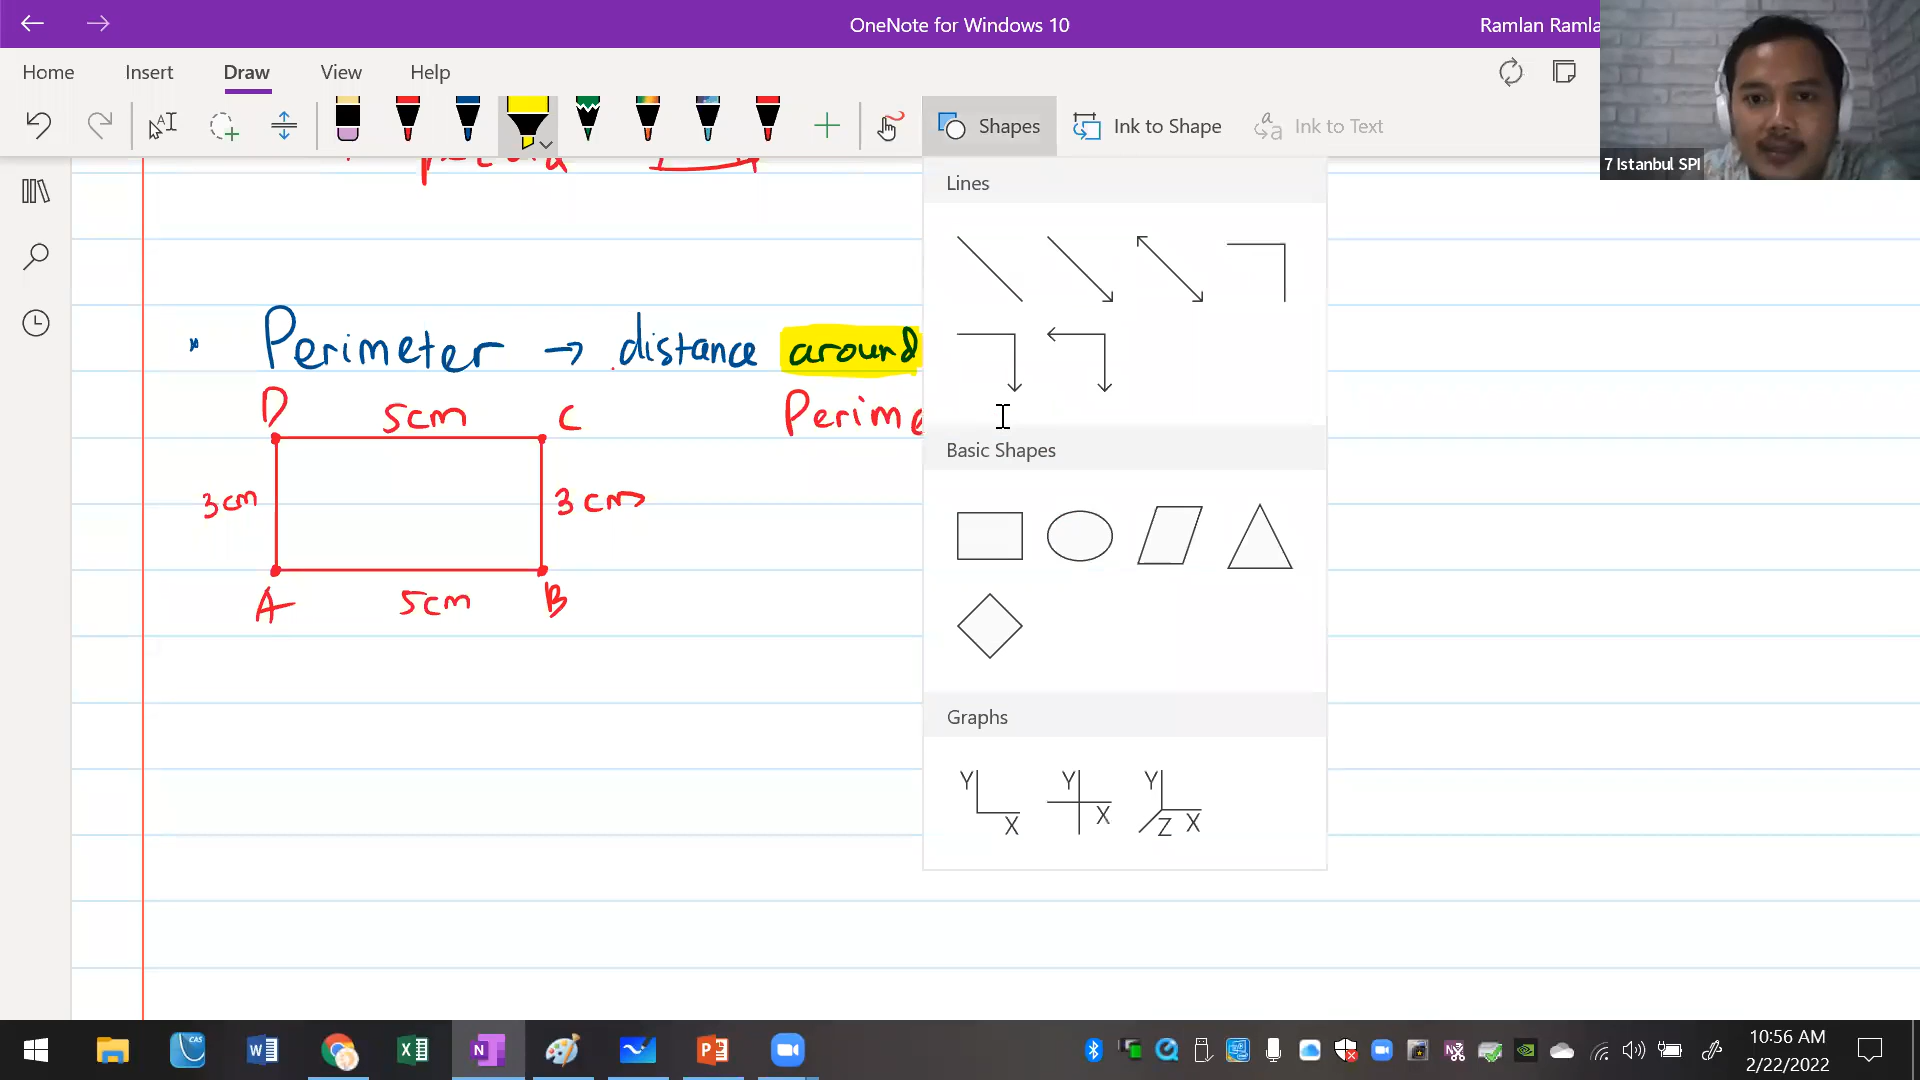 OneNote for Windows 10
Ramlan Ramla
Home Insert Draw View Help
Shapes Ink to Shape Ink to Text
7 Istanbul SPI
Lines
Perimeter → distance around
D 5cm C Perime
3cm 3cm
A 5cm B
Basic Shapes
Graphs
Y X Y X Y Z X
10:56 AM
2/22/2022